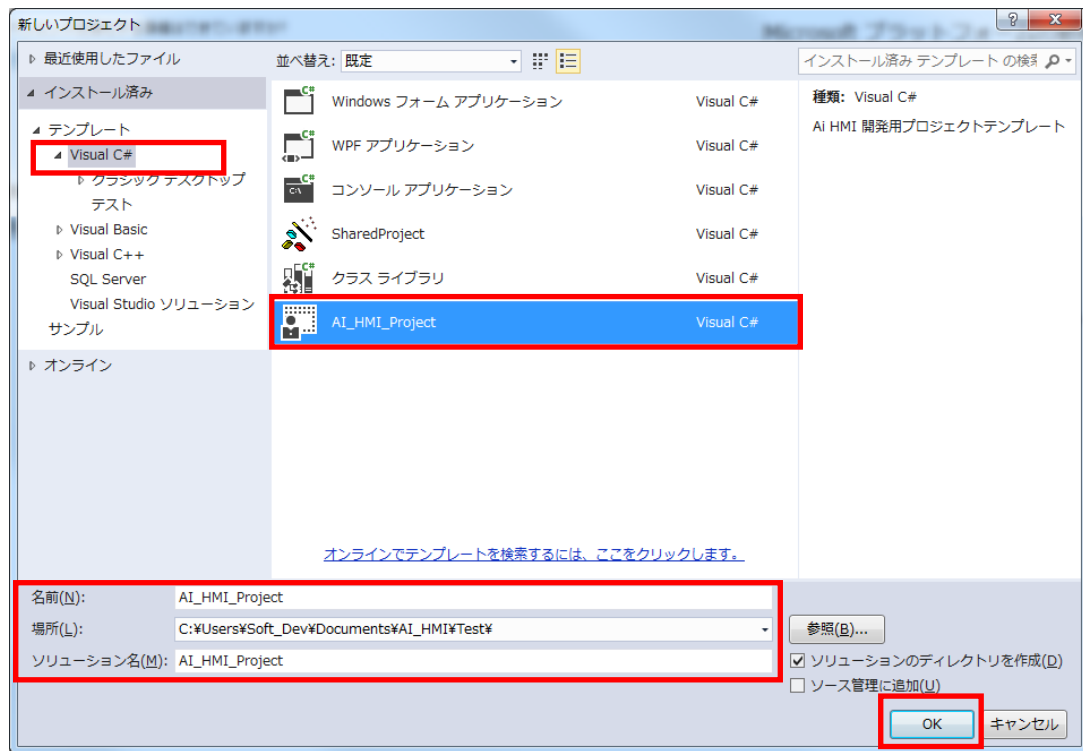 新しいプロジェクト
最近使用したファイル
並べ替え: 既定
インストール済み テンプレート の検
インストール済み
テンプレート
Visual C#
クラシック デスクトップ
テスト
Visual Basic
Visual C++
SQL Server
Visual Studio ソリューション
サンプル
オンライン
Windows フォーム アプリケーション Visual C#
WPF アプリケーション Visual C#
コンソール アプリケーション Visual C#
SharedProject Visual C#
クラス ライブラリ Visual C#
AI_HMI_Project Visual C#
種類: Visual C#
Ai HMI 開発用プロジェクトテンプレート
オンラインでテンプレートを検索するには、ここをクリックします。
名前(N): AI_HMI_Project
場所(L): C:¥Users¥Soft_Dev¥Documents¥AI_HMI¥Test¥
参照(B)...
ソリューション名(M): AI_HMI_Project
ソリューションのディレクトリを作成(D)
ソース管理に追加(U)
OK キャンセル